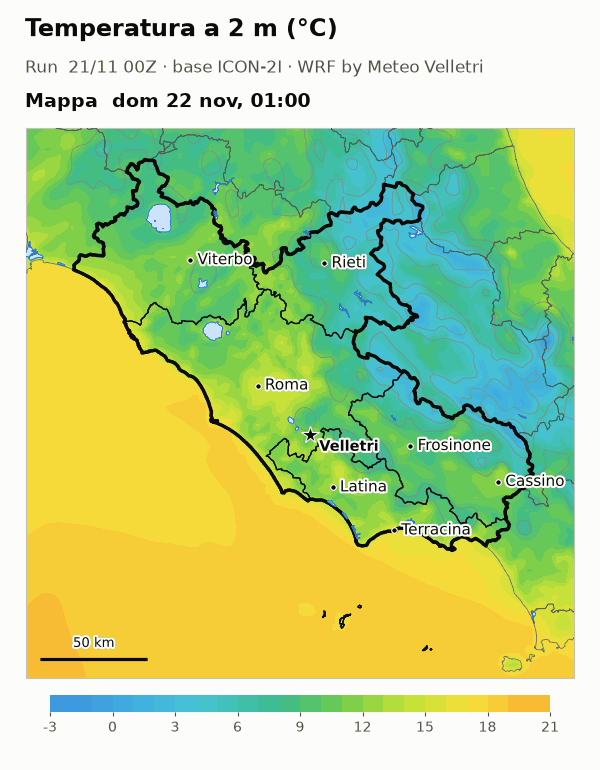 Temperatura a 2 m (°C)
Run 21/11 00Z · base ICON-2I · WRF by Meteo Velletri
Mappa dom 22 nov, 01:00
Viterbo
Rieti
Roma
Velletri
Frosinone
Cassino
Latina
Terracina
50 km
-3 0 3 6 9 12 15 18 21